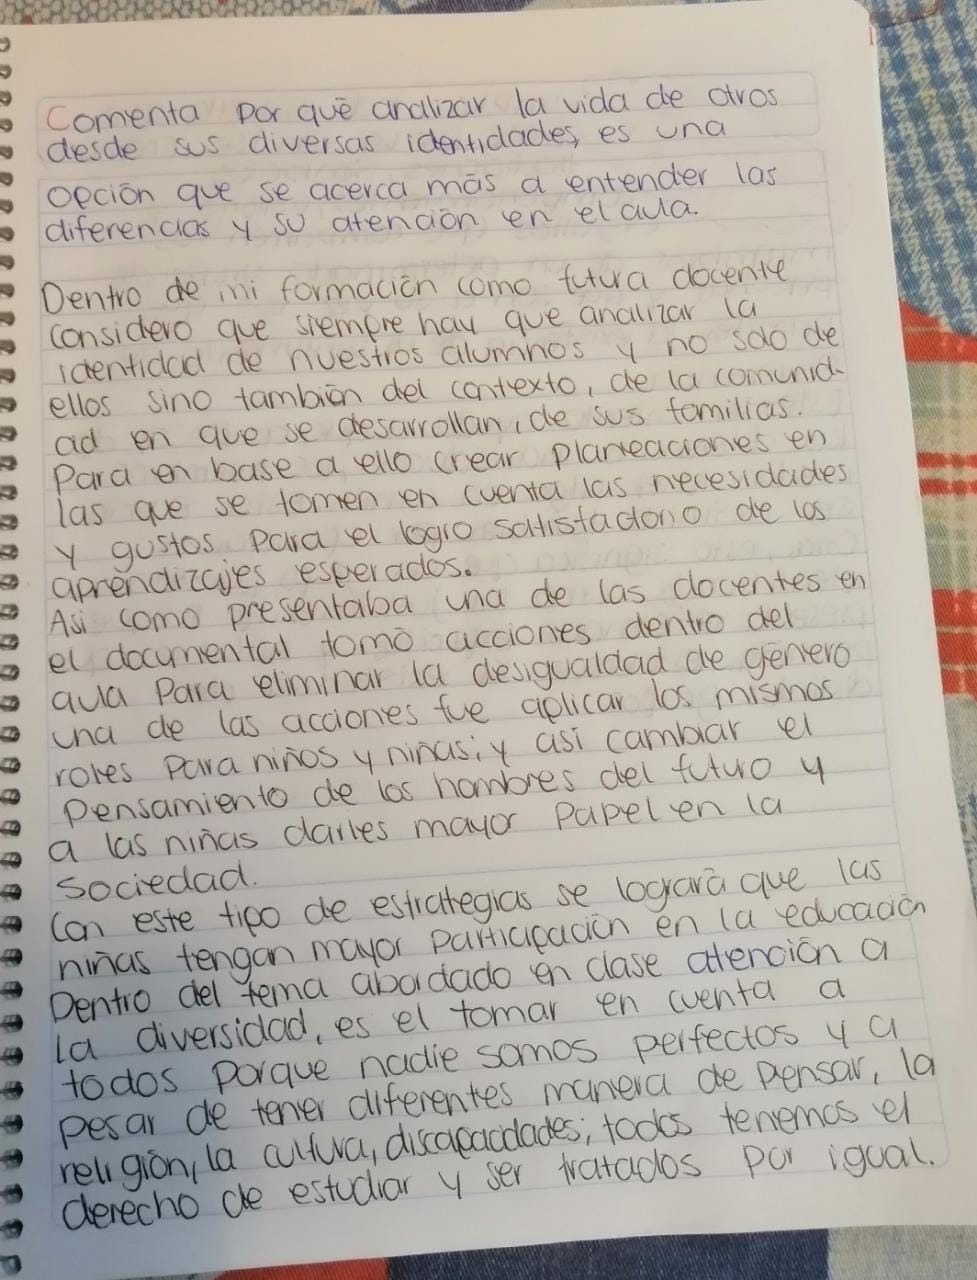 Comenta por qué analizar la vida de otros
desde sus diversas identidades, es una
opción que se acerca más a entender las
diferencias y su atención en el aula.
Dentro de mi formación como futura docente
considero que siempre hay que analizar la
identidad de nuestros alumnos y no solo de
ellos sino también del contexto, de la comunid-
ad en que se desarrollan, de sus familias.
Para en base a ello crear planeaciones en
las que se tomen en cuenta las necesidades
y gustos para el logro satisfactorio de los
aprendizajes esperados.
Asi como presentaba una de las docentes en
el documental tomó acciones dentro del
aula para eliminar la desigualdad de género
una de las acciones fue aplicar los mismos
roles para niños y niñas; y así cambiar el
pensamiento de los hombres del futuro y
a las niñas darles mayor papel en la
sociedad.
Con este tipo de estrategias se logrará que las
niñas tengan mayor participación en la educación
Dentro del tema abordado en clase atención a
la diversidad, es el tomar en cuenta a
todos porque nadie somos perfectos y a
pesar de tener diferentes manera de pensar, la
religión, la cultura, discapacidades; todos tenemos el
derecho de estudiar y ser tratados por igual.